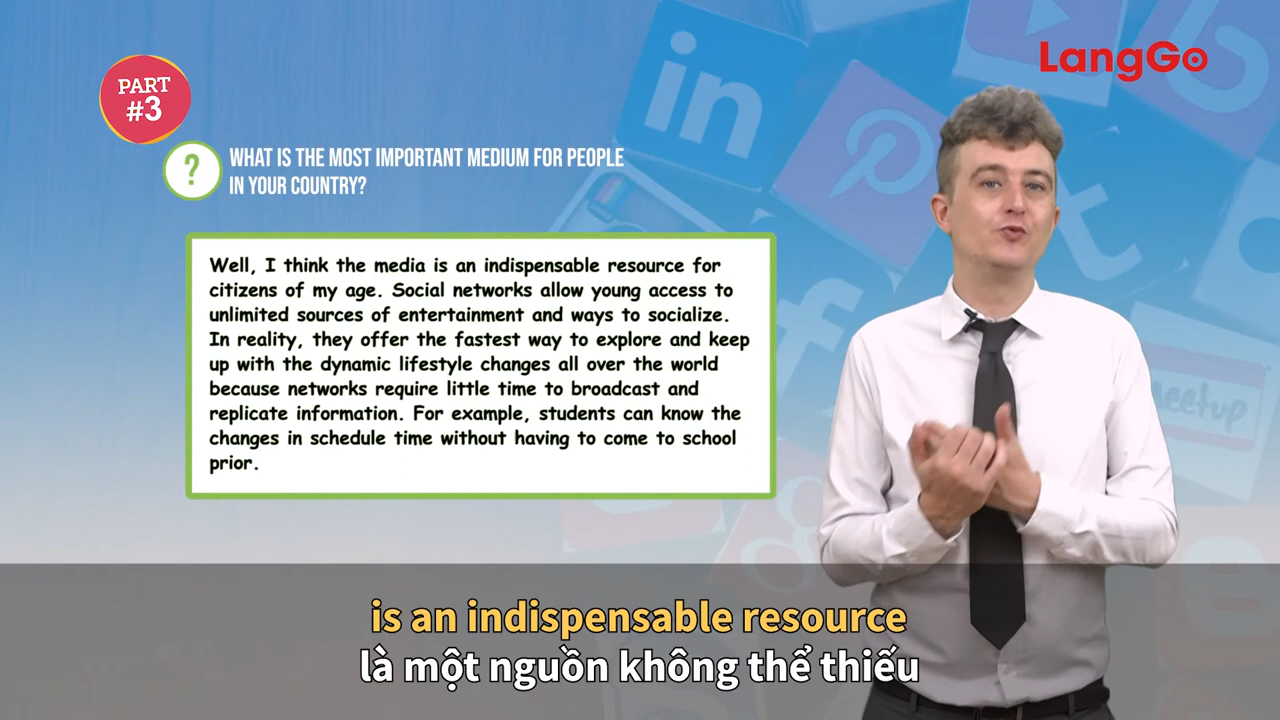 LangGo
PART
#3
?
WHAT IS THE MOST IMPORTANT MEDIUM FOR PEOPLE
IN YOUR COUNTRY?
Well, I think the media is an indispensable resource for
citizens of my age. Social networks allow young access to
unlimited sources of entertainment and ways to socialize.
In reality, they offer the fastest way to explore and keep
up with the dynamic lifestyle changes all over the world
because networks require little time to broadcast and
replicate information. For example, students can know the
changes in schedule time without having to come to school
prior.
in
meetup
is an indispensable resource
là một nguồn không thể thiếu